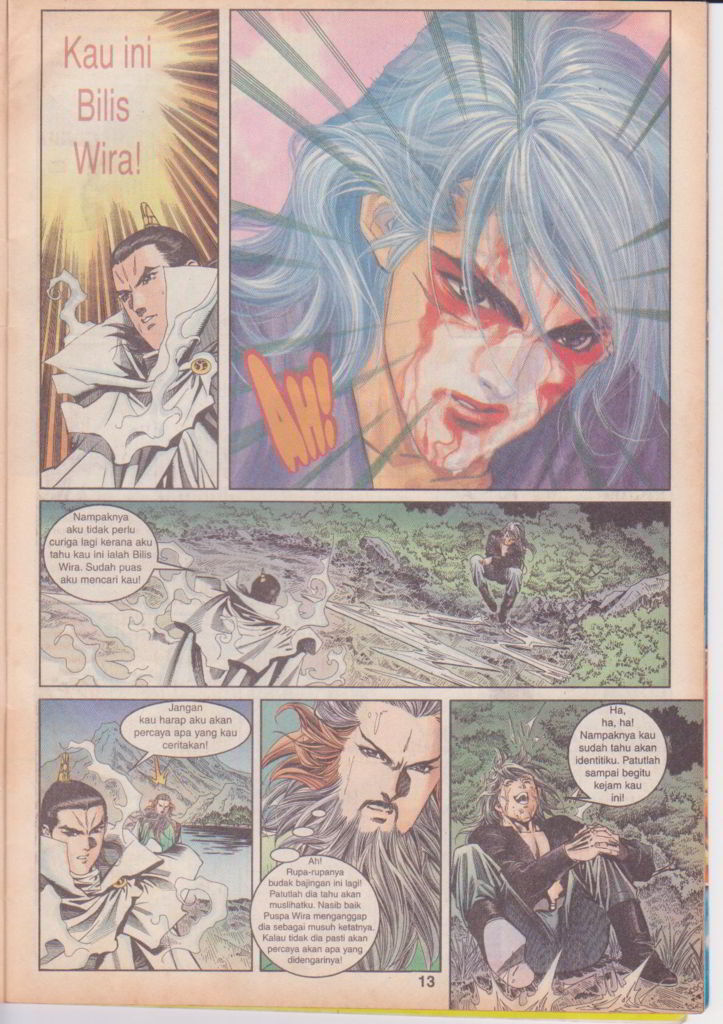 Kau ini
Bilis
Wira!
AH!
Nampaknya
aku tidak perlu
curiga lagi kerana aku
tahu kau ini ialah Bilis
Wira. Sudah puas
aku mencari kau!
Jangan
kau harap aku akan
percaya apa yang kau
ceritakan!
Ah!
Rupa-rupanya
budak bajingan ini lagi!
Patutlah dia tahu akan
muslihatku. Nasib baik
Puspa Wira menganggap
dia sebagai musuh ketatnya.
Kalau tidak dia pasti akan
percaya akan apa yang
didengarinya!
Ha,
ha, ha!
Nampaknya kau
sudah tahu akan
identitiku. Patutlah
sampai begitu
kejam kau
ini!
13